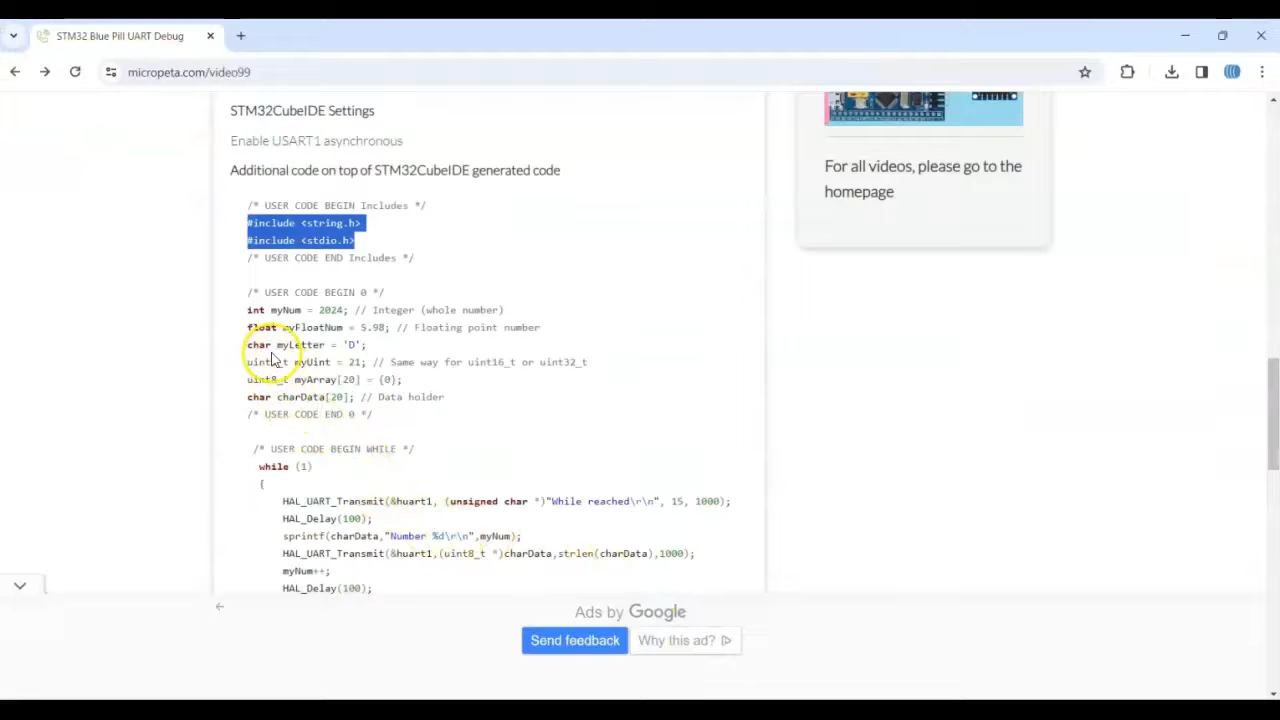 STM32 Blue Pill UART Debug
micropeta.com/video99
STM32CubeIDE Settings
Enable USART1 asynchronous
Additional code on top of STM32CubeIDE generated code
/* USER CODE BEGIN Includes */
#include <string.h>
#include <stdio.h>
/* USER CODE END Includes */
/* USER CODE BEGIN 0 */
int myNum = 2024; // Integer (whole number)
float myFloatNum = 5.98; // Floating point number
char myLetter = 'D';
uint8_t myUint = 21; // Same way for uint16_t or uint32_t
uint8_t myArray[20] = {0};
char charData[20]; // Data holder
/* USER CODE END 0 */
/* USER CODE BEGIN WHILE */
while (1)
{
HAL_UART_Transmit(&huart1, (unsigned char *)"While reached\r\n", 15, 1000);
HAL_Delay(100);
sprintf(charData,"Number %d\r\n",myNum);
HAL_UART_Transmit(&huart1,(uint8_t *)charData,strlen(charData),1000);
myNum++;
HAL_Delay(100);
For all videos, please go to the
homepage
Ads by Google
Send feedback
Why this ad?